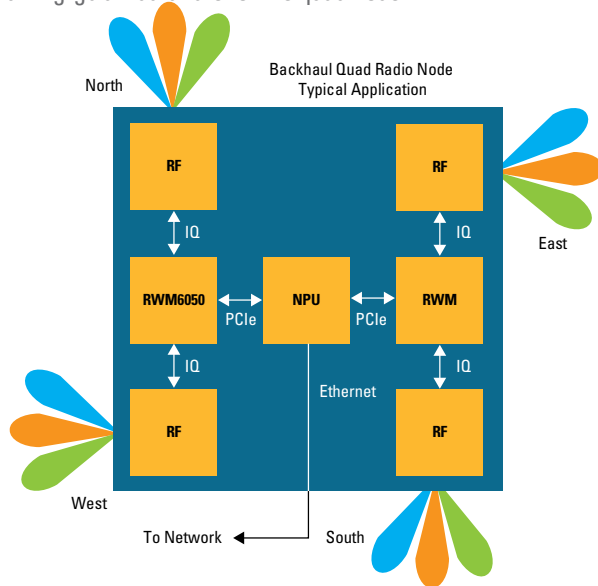 North
Backhaul Quad Radio Node
Typical Application
RF
RF
IQ
IQ
East
RWM6050
PCIe
NPU
PCIe
RWM
IQ
IQ
Ethernet
RF
RF
West
To Network
South